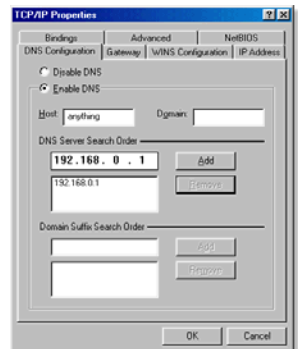 TCP/IP Properties
Bindings Advanced NetBIOS
DNS Configuration Gateway WINS Configuration IP Address
Disable DNS
Enable DNS
Host: anything Domain:
DNS Server Search Order
192.168. 0 . 1 Add
192.168.0.1 Remove
Domain Suffix Search Order
Add
Remove
OK Cancel